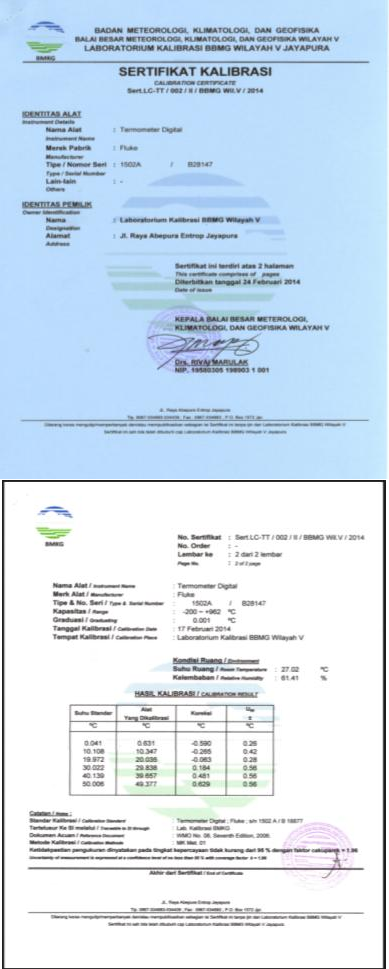 BADAN METEOROLOGI, KLIMATOLOGI, DAN GEOFISIKA
BALAI BESAR METEOROLOGI, KLIMATOLOGI, DAN GEOFISIKA WILAYAH V
LABORATORIUM KALIBRASI BBMG WILAYAH V JAYAPURA
BMKG
SERTIFIKAT KALIBRASI
CALIBRATION CERTIFICATE
Sert.LC-TT / 002 / II / BBMG Wil.V / 2014
IDENTITAS ALAT
Instrument Details
Nama Alat : Termometer Digital
Instrument Name
Merek Pabrik : Fluke
Manufacturer
Tipe / Nomor Seri : 1502A / B28147
Type / Serial Number
Lain-lain : -
Others
IDENTITAS PEMILIK
Owner Identification
Nama : Laboratorium Kalibrasi BBMG Wilayah V
Designation
Alamat : Jl. Raya Abepura Entrop Jayapura
Address
Sertifikat ini terdiri atas 2 halaman
This certificate comprises of pages
Diterbitkan tanggal 24 Februari 2014
Date of issue
KEPALA BALAI BESAR METEROLOGI,
KLIMATOLOGI, DAN GEOFISIKA WILAYAH V
Drs. RIVAI MARULAK
NIP. 19580305 198903 1 001
JL. Raya Abepura Entrop Jayapura
BMKG
No. Sertifikat : Sert.LC-TT / 002 / II / BBMG Wil.V / 2014
No. Order : -
Lembar ke : 2 dari 2 lembar
Page No. : 2 of 2 page
Nama Alat / Instrument Name : Termometer Digital
Merk Alat / Manufacturer : Fluke
Tipe & No. Seri / Type & Serial Number : 1502A / B28147
Kapasitas / Range : -200 ~ +962 ºC
Graduasi / Graduating : 0.001 ºC
Tanggal Kalibrasi / Calibration Date : 17 Februari 2014
Tempat Kalibrasi / Calibration Place : Laboratorium Kalibrasi BBMG Wilayah V
Kondisi Ruang / Environment
Suhu Ruang / Room Temperature : 27.02 ºC
Kelembaban / Relative Humidity : 61.41 %
HASIL KALIBRASI / CALIBRATION RESULT
Suhu Stander Alat Yang Dikalibrasi Koreksi U95 ±
ºC ºC ºC ºC
0.041 0.631 -0.590 0.26
10.108 10.347 -0.265 0.42
19.972 20.035 -0.063 0.28
30.022 29.838 0.184 0.56
40.139 39.657 0.481 0.56
50.006 49.377 0.629 0.56
Catatan / Note :
Standar Kalibrasi / Calibration Standard : Termometer Digital ; Fluke ; s/n 1502 A / B 18877
Tertelusur Ke SI melalui / Traceable to SI through : Lab. Kalibrasi BMKG
Dokumen Acuan / Reference Document : WMO No. 08, Seventh Edition, 2006.
Metode Kalibrasi / Calibration Methode : MK Met. 01
Ketidakpastian pengukuran dinyatakan pada tingkat kepercayaan tidak kurang dari 95 % dengan faktor cakupan k = 1.96
Uncertainty of measurement is expressed at a confidence level of no less than 95 % with coverage factor k = 1.96
Akhir dari Sertifikat / End of Certificate
JL. Raya Abepura Entrop Jayapura